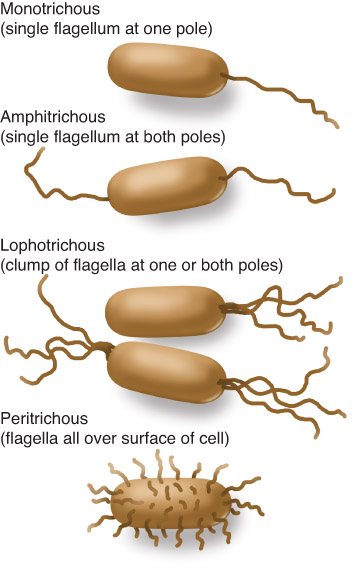 Monotrichous
(single flagellum at one pole)
Amphitrichous
(single flagellum at both poles)
Lophotrichous
(clump of flagella at one or both poles)
Peritrichous
(flagella all over surface of cell)